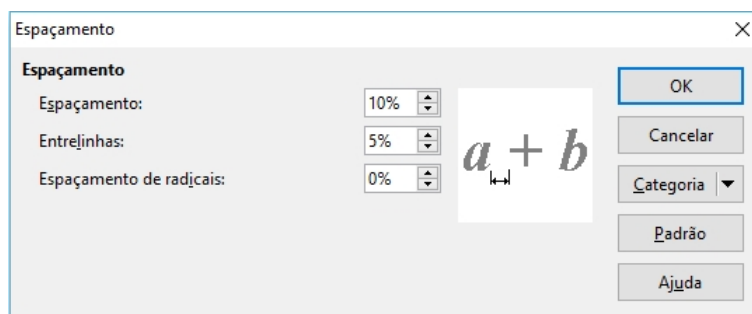 Espaçamento
Espaçamento
Espaçamento: 10%
Entrelinhas: 5%
Espaçamento de radicais: 0%
a + b
OK
Cancelar
Categoria
Padrão
Ajuda